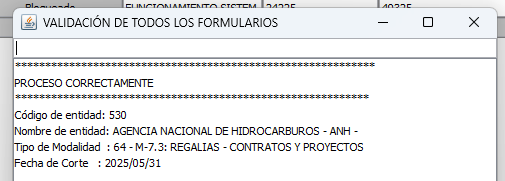 Bloqueado FUNCIONAMIENTO SISTEM 24225 49325
VALIDACIÓN DE TODOS LOS FORMULARIOS
************************************************************
PROCESO CORRECTAMENTE
***********************************************************
Código de entidad: 530
Nombre de entidad: AGENCIA NACIONAL DE HIDROCARBUROS - ANH -
Tipo de Modalidad : 64 - M-7.3: REGALIAS - CONTRATOS Y PROYECTOS
Fecha de Corte : 2025/05/31